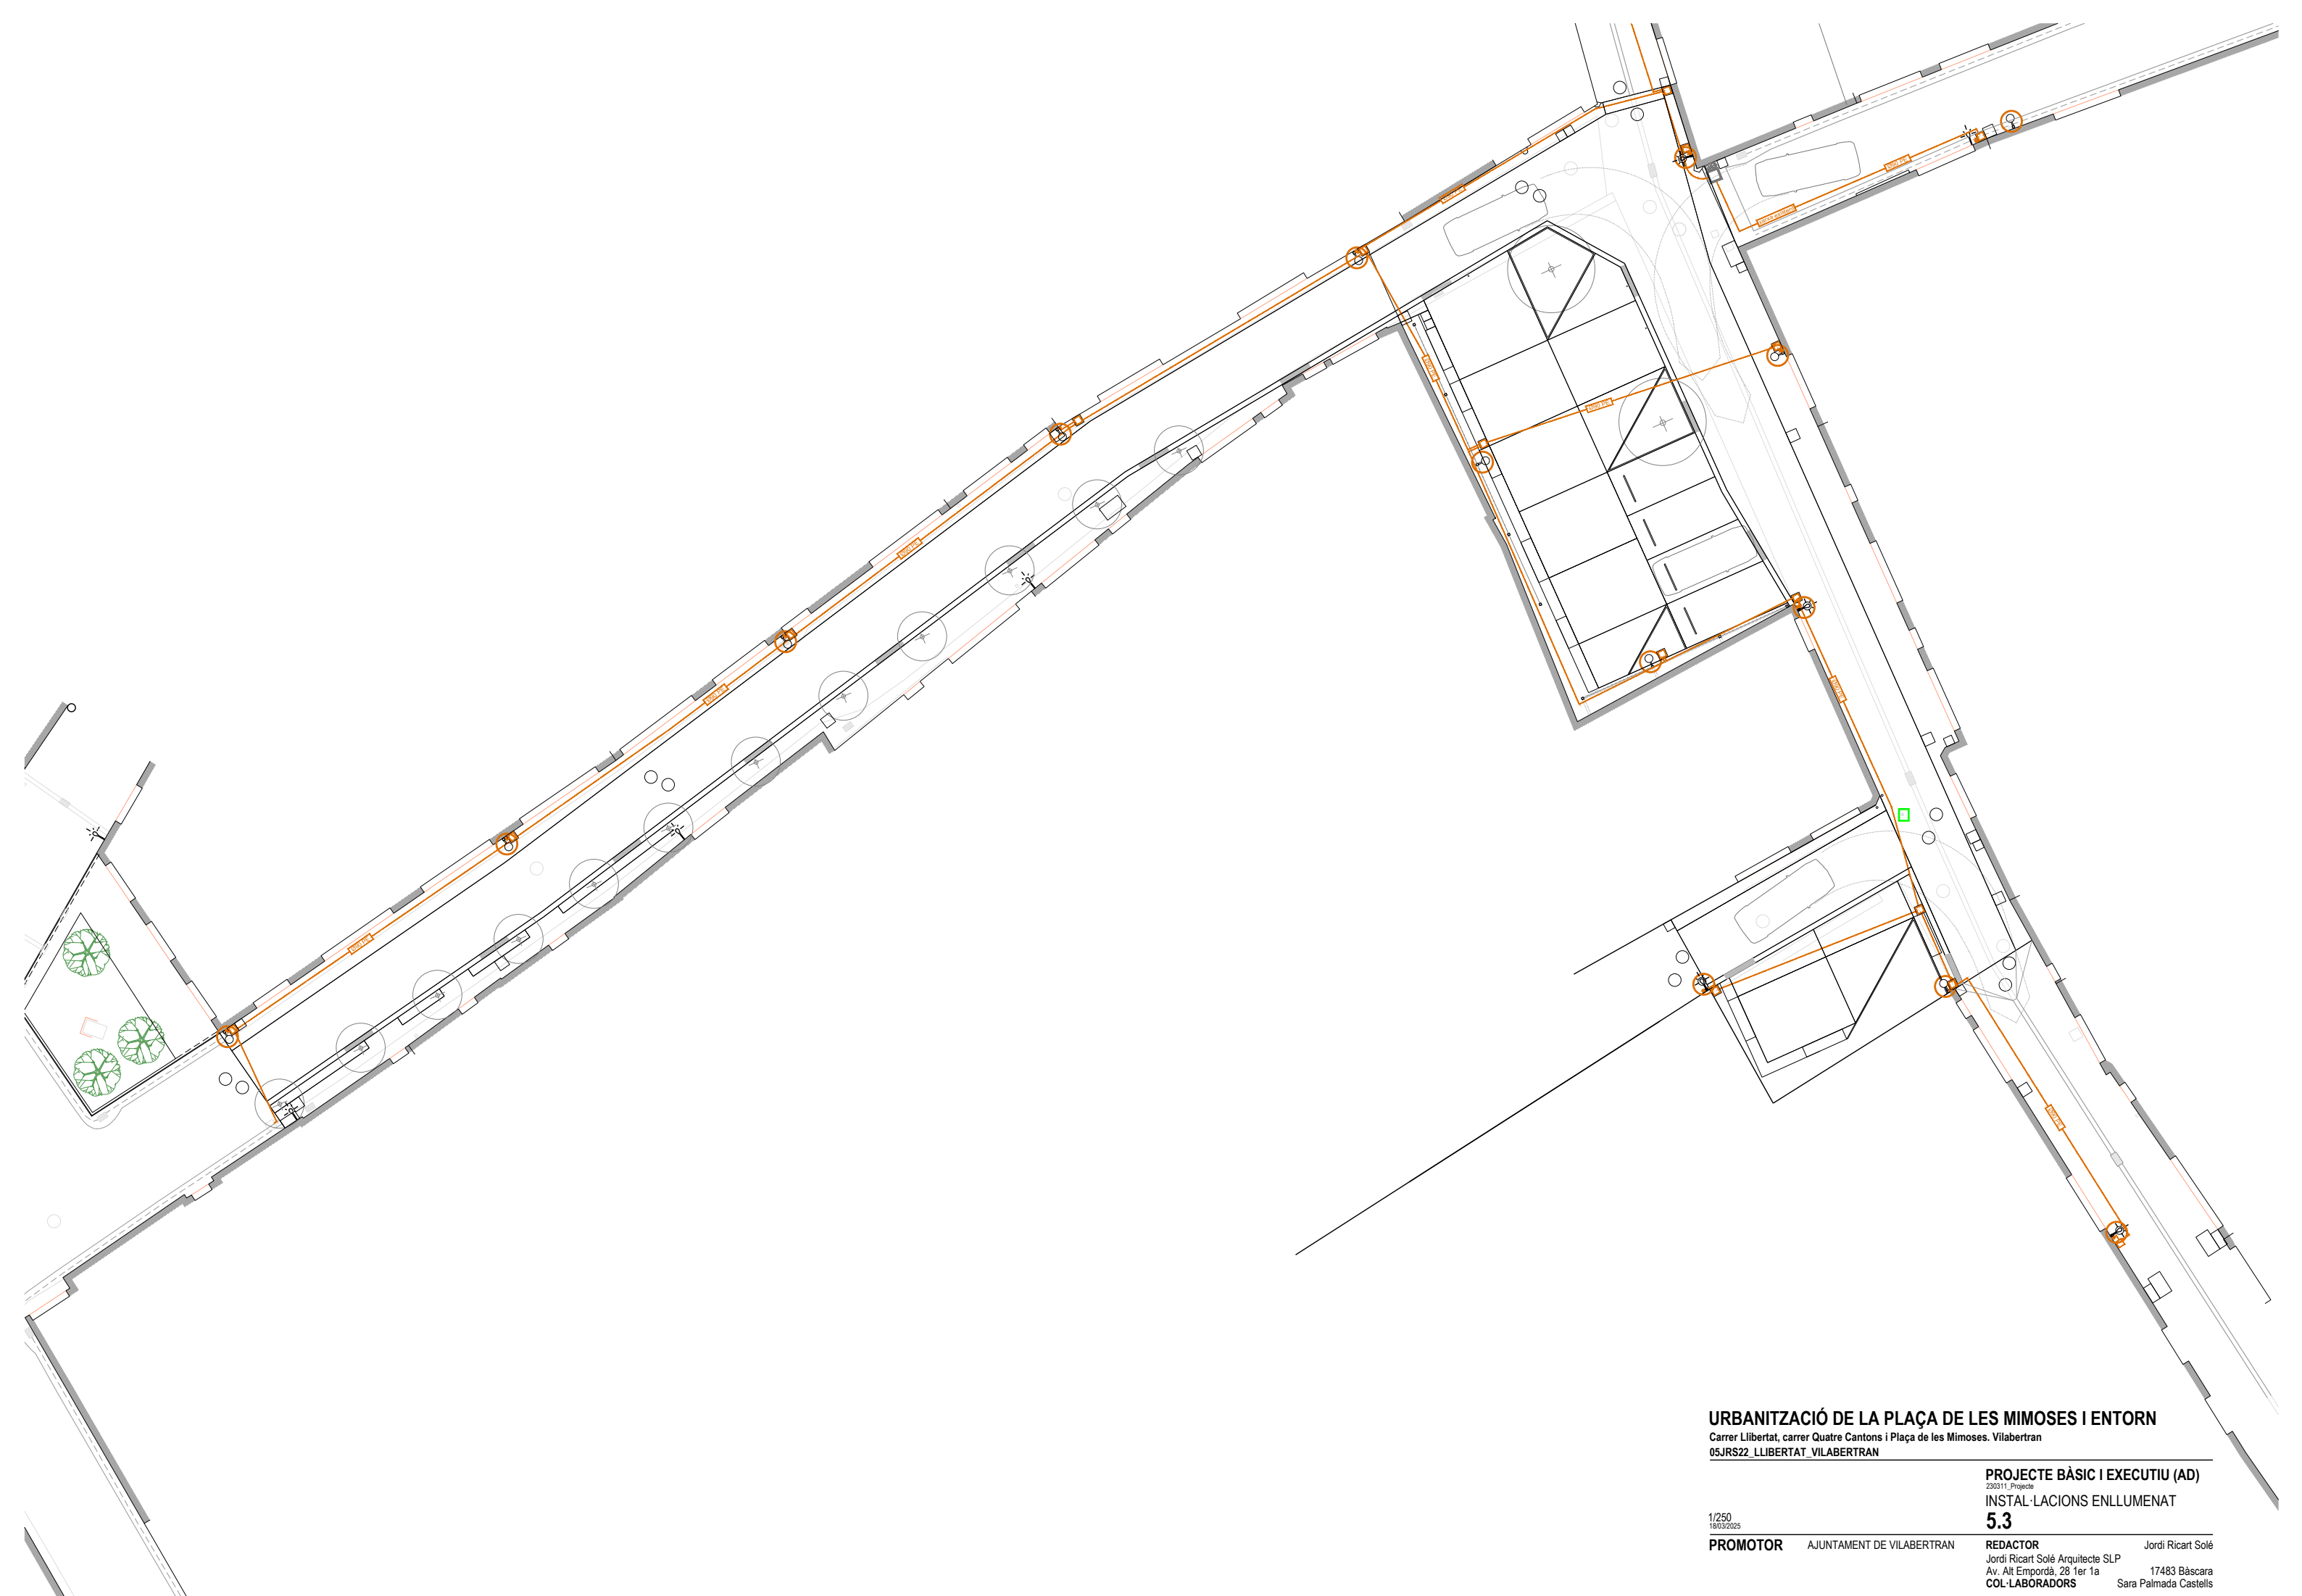 URBANITZACIÓ DE LA PLAÇA DE LES MIMOSES I ENTORN
Carrer Llibertat, carrer Quatre Cantons i Plaça de les Mimoses. Vilabertran
05JRS22_LLIBERTAT_VILABERTRAN
PROJECTE BÀSIC I EXECUTIU (AD)
230311_Projecte
INSTAL·LACIONS ENLLUMENAT
1/250
18/03/2025
5.3
PROMOTOR AJUNTAMENT DE VILABERTRAN
REDACTOR Jordi Ricart Solé
Jordi Ricart Solé Arquitecte SLP
Av. Alt Empordà, 28 1er 1a 17483 Bàscara
COL·LABORADORS Sara Palmada Castells